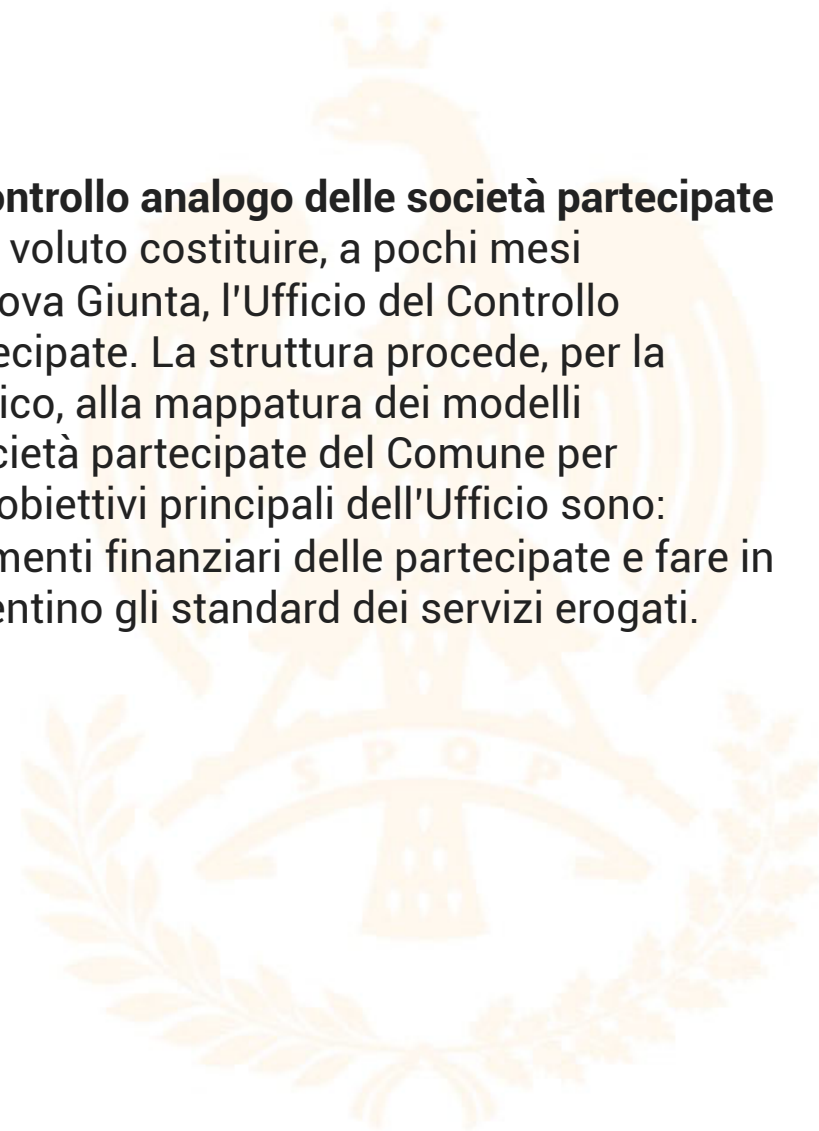 ontrollo analogo delle società partecipate
voluto costituire, a pochi mesi
ova Giunta, l'Ufficio del Controllo
ecipate. La struttura procede, per la
ico, alla mappatura dei modelli
cietà partecipate del Comune per
obiettivi principali dell'Ufficio sono:
menti finanziari delle partecipate e fare in
entino gli standard dei servizi erogati.
S P Q P